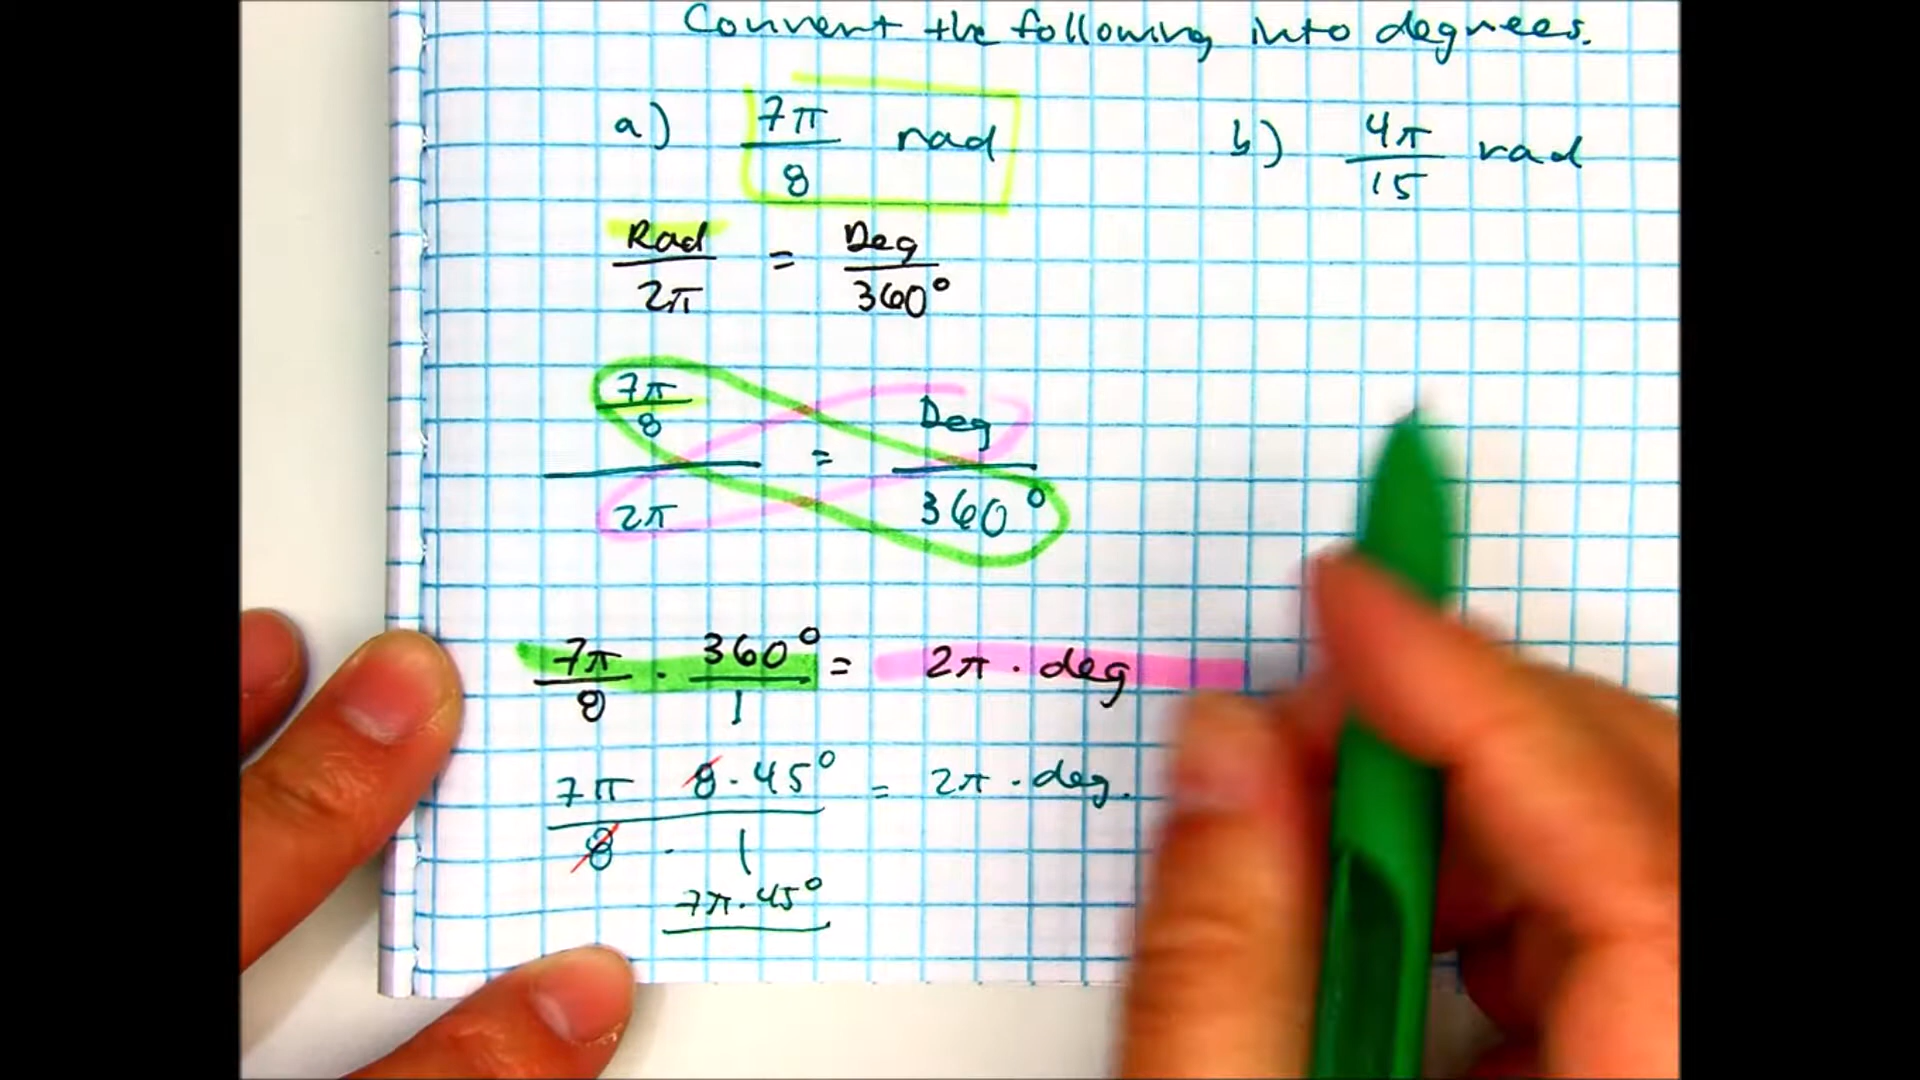 Convert the following into degrees.
a) 7π/8 rad
b) 4π/15 rad
Rad/2π = Deg/360°
(7π/8)/2π = Deg/360°
7π/8 · 360°/1 = 2π · deg
7π 8 · 45° / 8 · 1 = 2π · deg.
7π · 45°